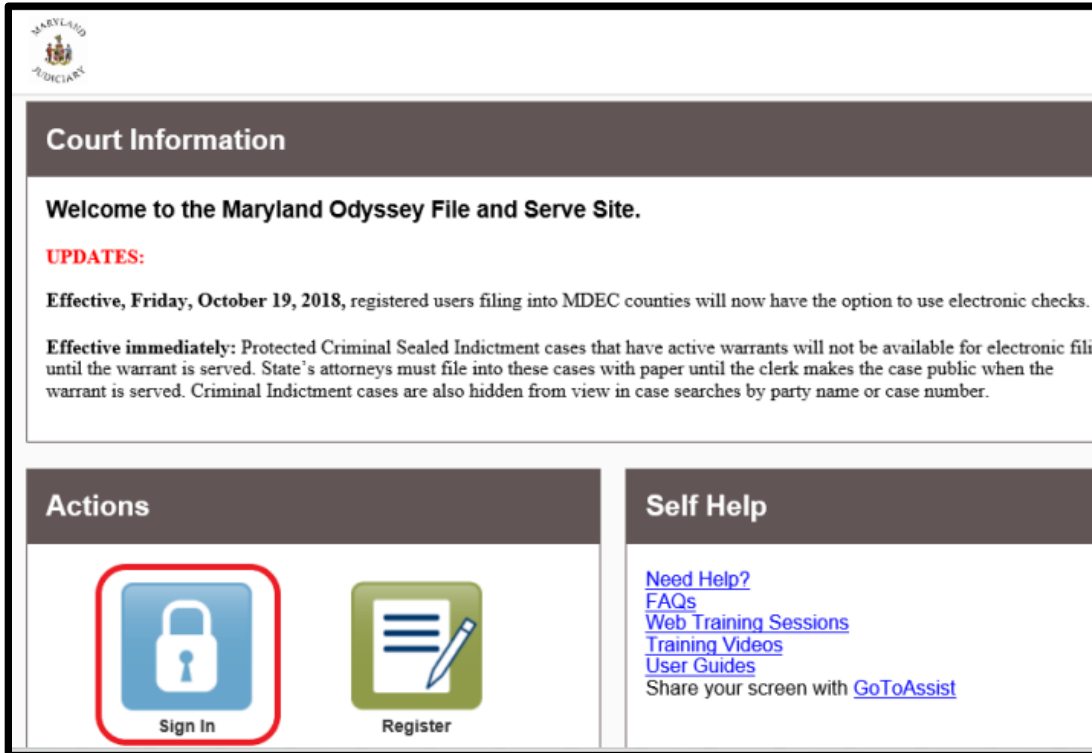 MARYLAND
JUDICIARY
Court Information
Welcome to the Maryland Odyssey File and Serve Site.
UPDATES:
Effective, Friday, October 19, 2018, registered users filing into MDEC counties will now have the option to use electronic checks.
Effective immediately: Protected Criminal Sealed Indictment cases that have active warrants will not be available for electronic fili
until the warrant is served. State's attorneys must file into these cases with paper until the clerk makes the case public when the
warrant is served. Criminal Indictment cases are also hidden from view in case searches by party name or case number.
Actions
Sign In
Register
Self Help
Need Help?
FAQs
Web Training Sessions
Training Videos
User Guides
Share your screen with GoToAssist